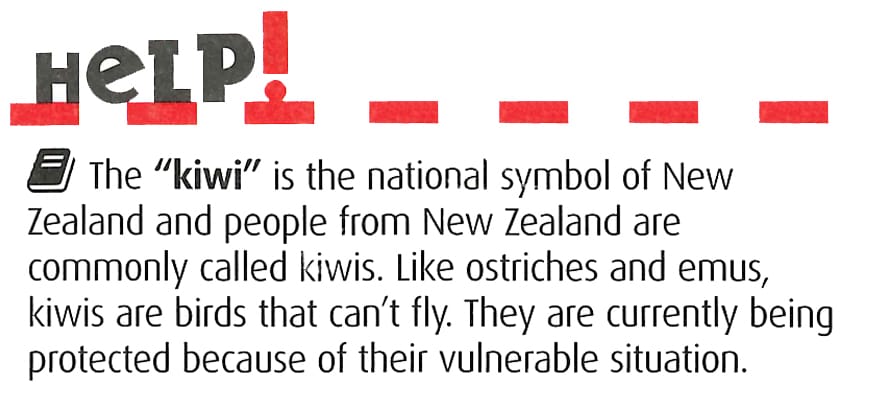 HeLP!
The "kiwi" is the national symbol of New
Zealand and people from New Zealand are
commonly called kiwis. Like ostriches and emus,
kiwis are birds that can't fly. They are currently being
protected because of their vulnerable situation.